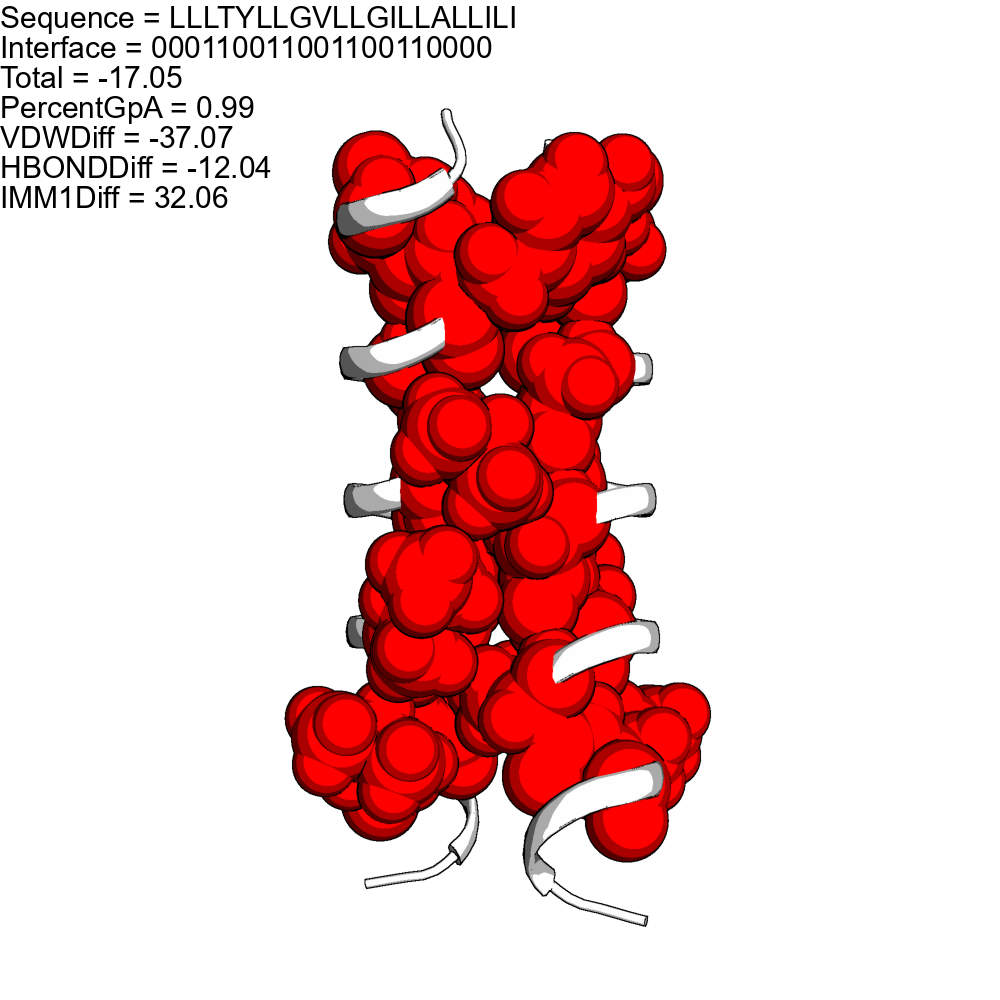 Sequence = LLLTYLLGVLLGILLALLILI
Interface = 000110011001100110000
Total = -17.05
PercentGpA = 0.99
VDWDiff = -37.07
HBONDDiff = -12.04
IMM1Diff = 32.06